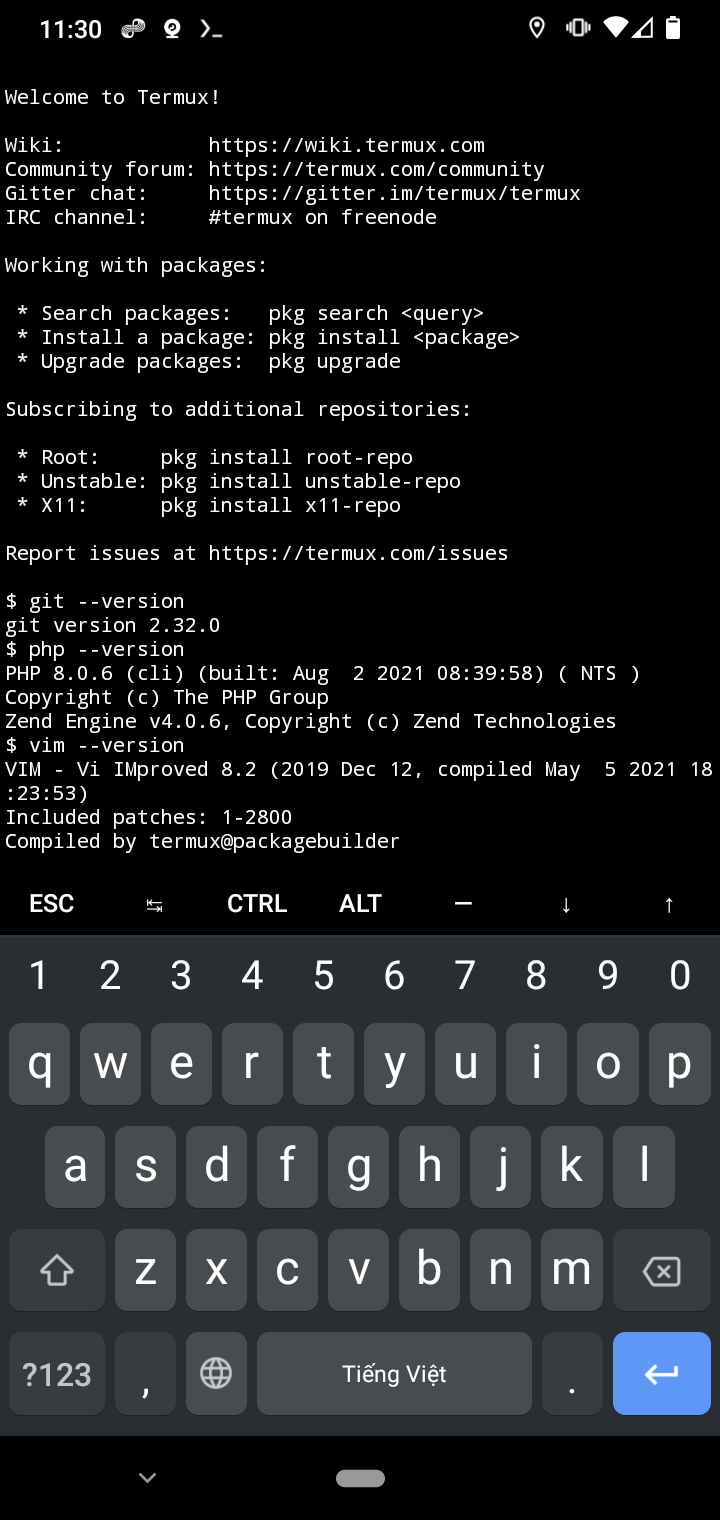 11:30
Welcome to Termux!
Wiki:            https://wiki.termux.com
Community forum: https://termux.com/community
Gitter chat:     https://gitter.im/termux/termux
IRC channel:     #termux on freenode
Working with packages:
 * Search packages:   pkg search <query>
 * Install a package: pkg install <package>
 * Upgrade packages:  pkg upgrade
Subscribing to additional repositories:
 * Root:     pkg install root-repo
 * Unstable: pkg install unstable-repo
 * X11:      pkg install x11-repo
Report issues at https://termux.com/issues
$ git --version
git version 2.32.0
$ php --version
PHP 8.0.6 (cli) (built: Aug  2 2021 08:39:58) ( NTS )
Copyright (c) The PHP Group
Zend Engine v4.0.6, Copyright (c) Zend Technologies
$ vim --version
VIM - Vi IMproved 8.2 (2019 Dec 12, compiled May  5 2021 18
:23:53)
Included patches: 1-2800
Compiled by termux@packagebuilder
ESC ↹ CTRL ALT — ↓ ↑
1 2 3 4 5 6 7 8 9 0
q w e r t y u i o p
a s d f g h j k l
z x c v b n m
?123 , Tiếng Việt .